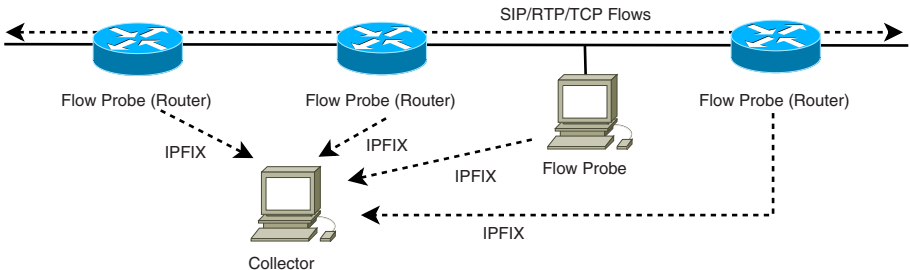 SIP/RTP/TCP Flows
Flow Probe (Router)
Flow Probe (Router)
Flow Probe (Router)
IPFIX
IPFIX
IPFIX
Flow Probe
IPFIX
Collector